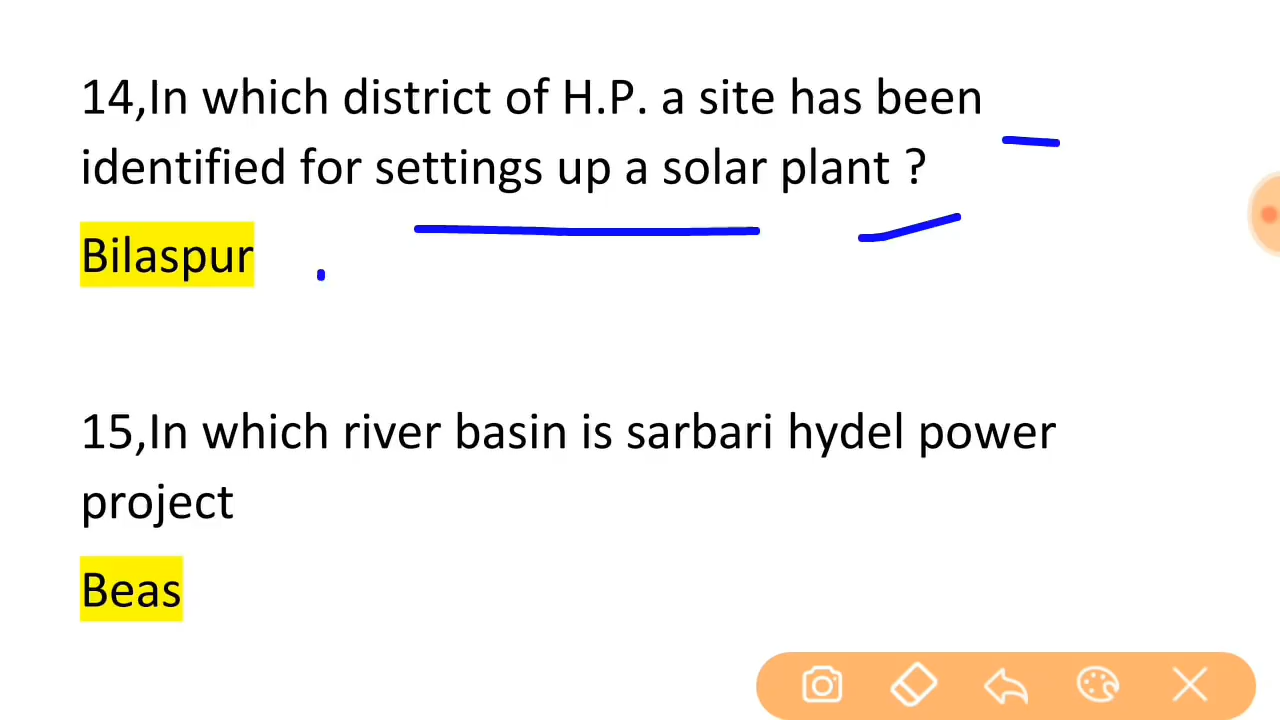 14,In which district of H.P. a site has been
identified for settings up a solar plant ?
Bilaspur
15,In which river basin is sarbari hydel power
project
Beas